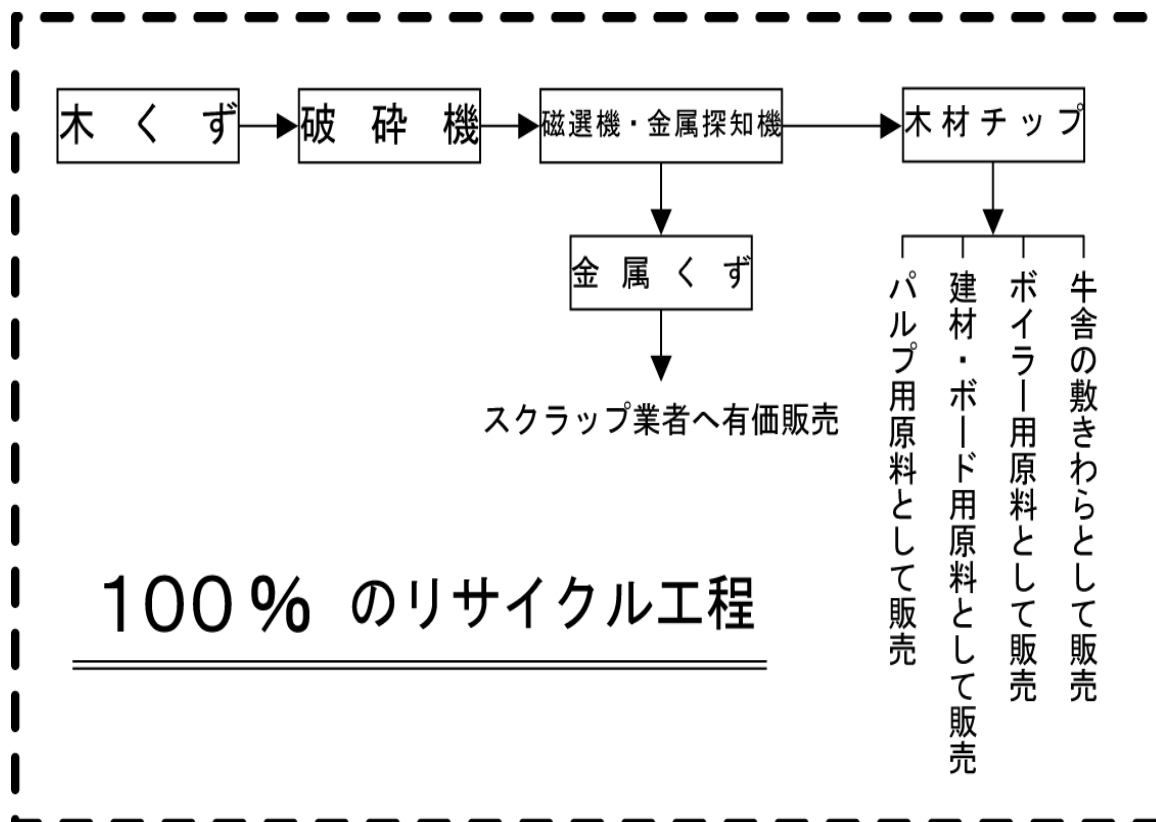 木くず
破砕機
磁選機・金属探知機
木材チップ
金属くず
スクラップ業者へ有価販売
パルプ用原料として販売
建材・ボード用原料として販売
ボイラー用原料として販売
牛舎の敷きわらとして販売
100%のリサイクル工程